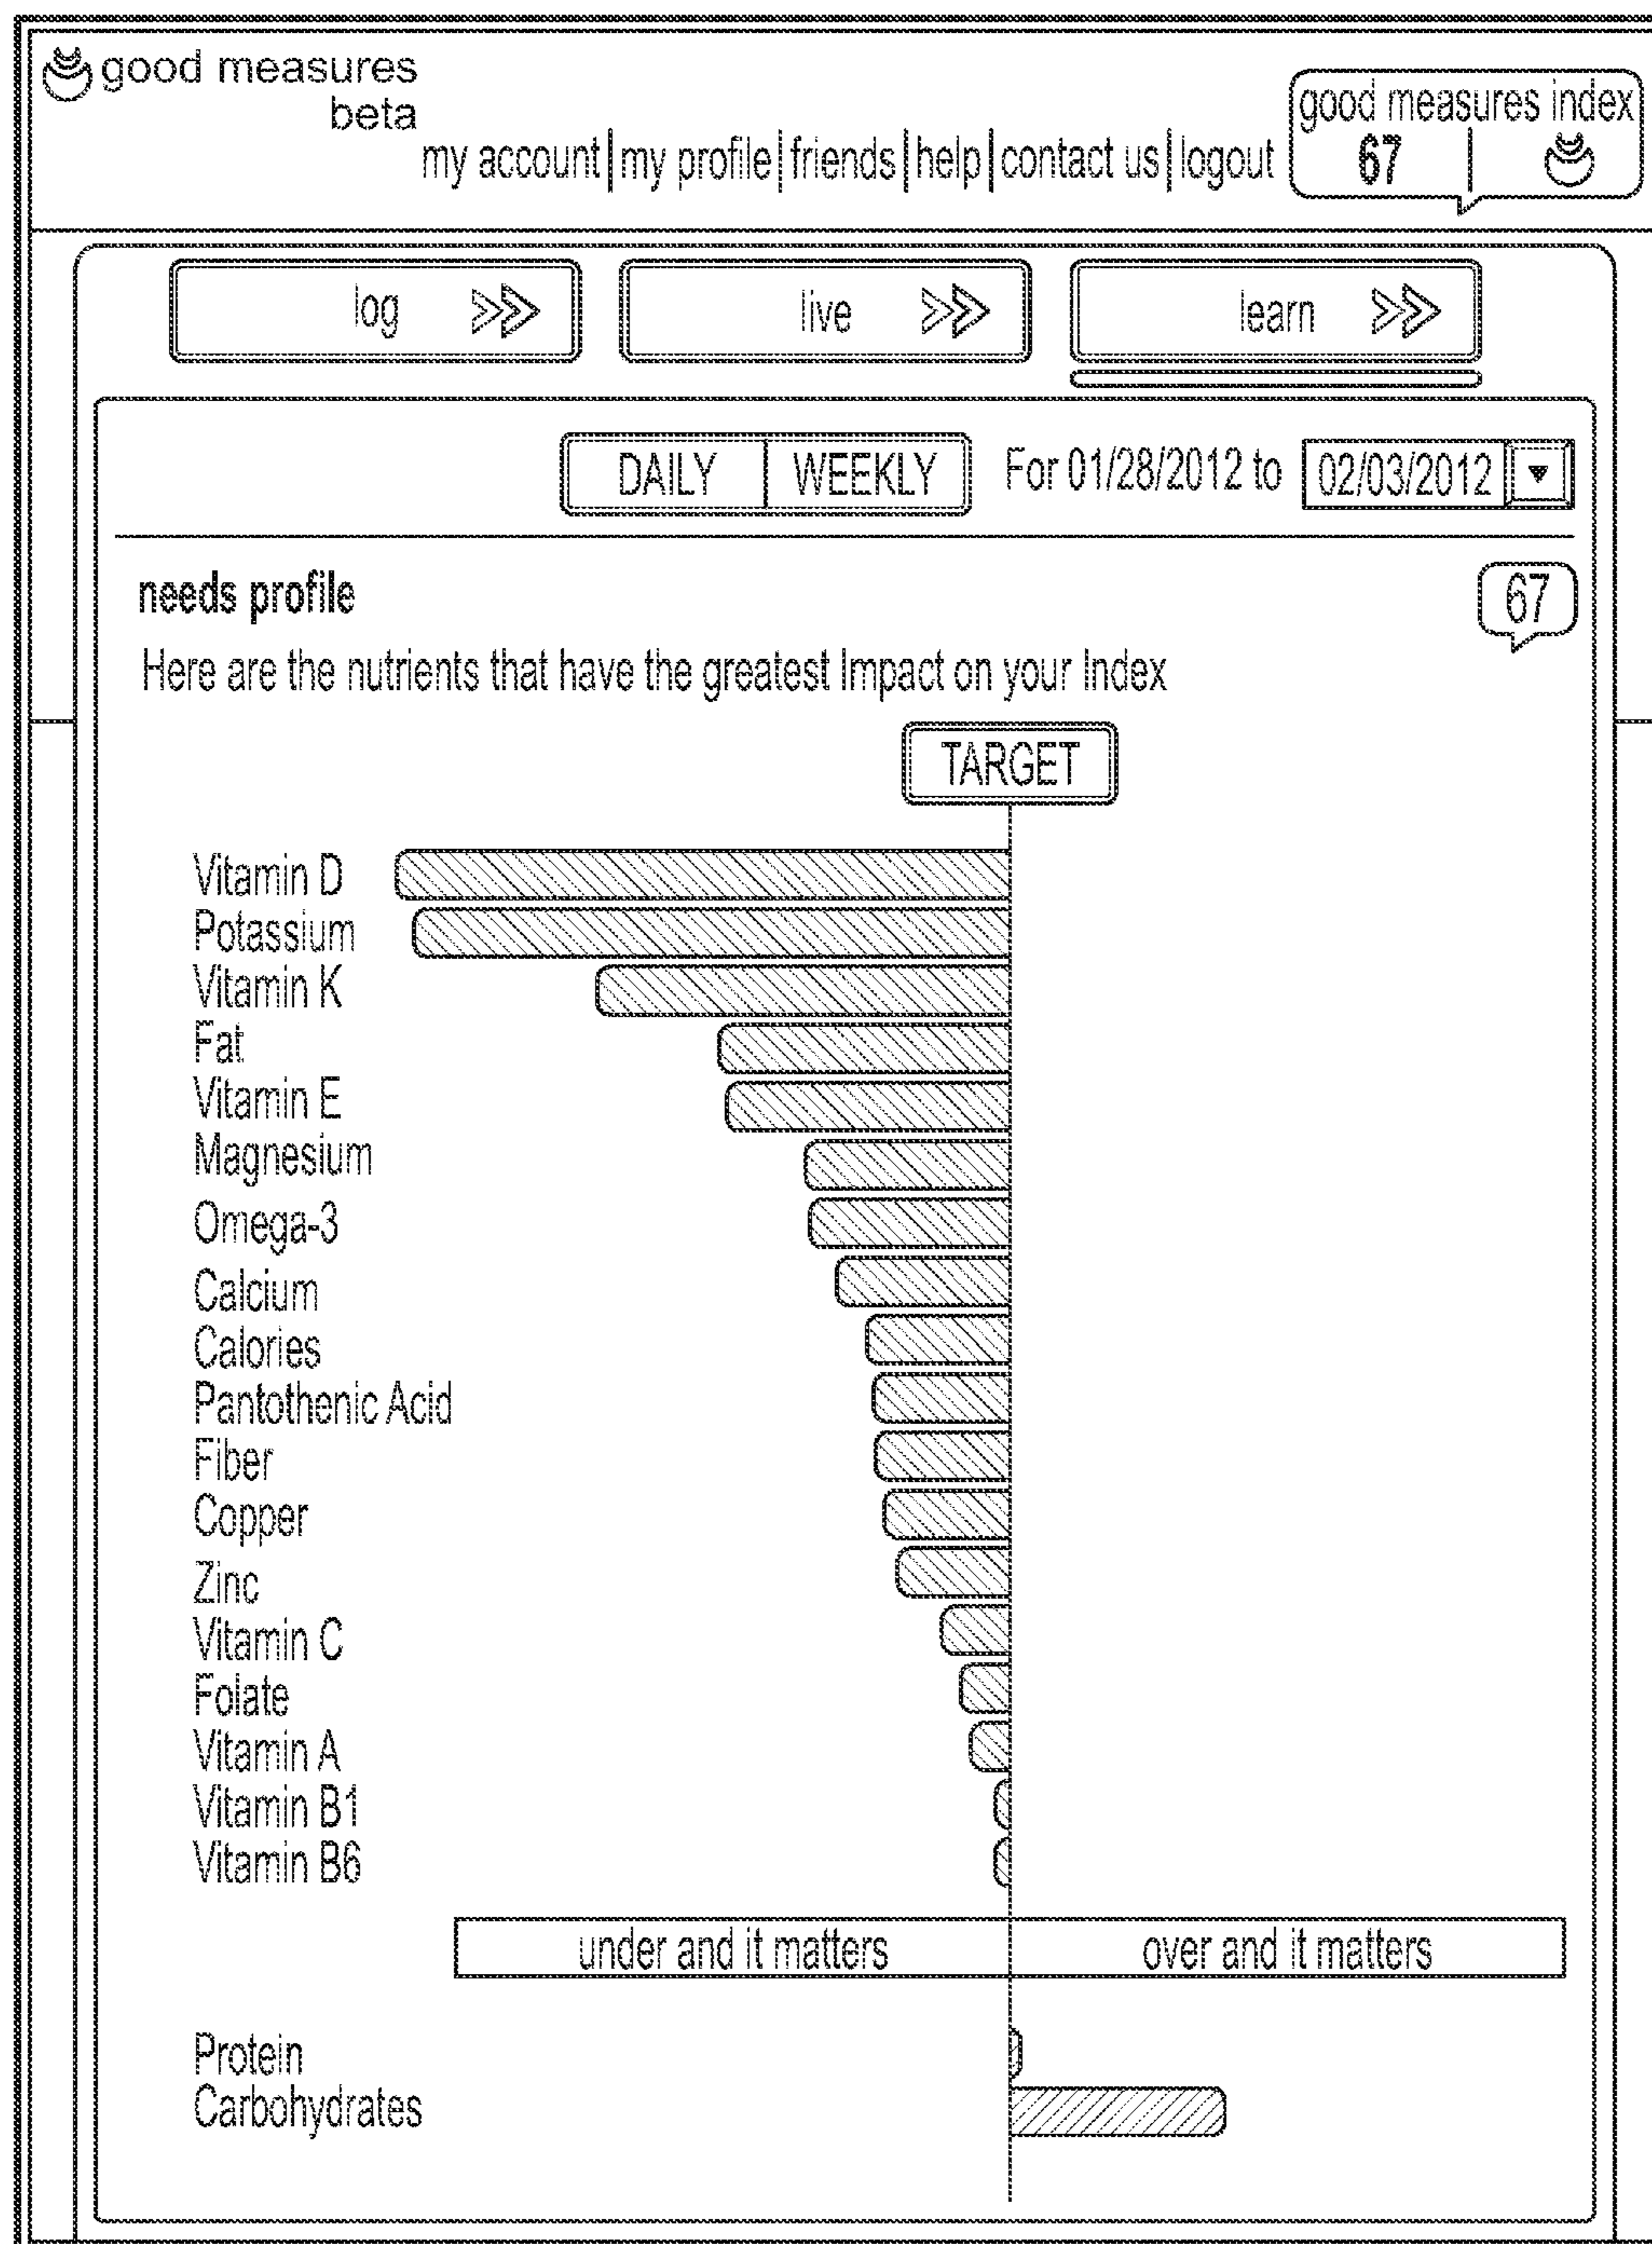 good measures
beta
my account | my profile | friends | help | contact us | logout
good measures index
67
log
live
learn
DAILY WEEKLY For 01/28/2012 to 02/03/2012
needs profile
67
Here are the nutrients that have the greatest Impact on your Index
TARGET
Vitamin D
Potassium
Vitamin K
Fat
Vitamin E
Magnesium
Omega-3
Calcium
Calories
Pantothenic Acid
Fiber
Copper
Zinc
Vitamin C
Folate
Vitamin A
Vitamin B1
Vitamin B6
under and it matters over and it matters
Protein
Carbohydrates